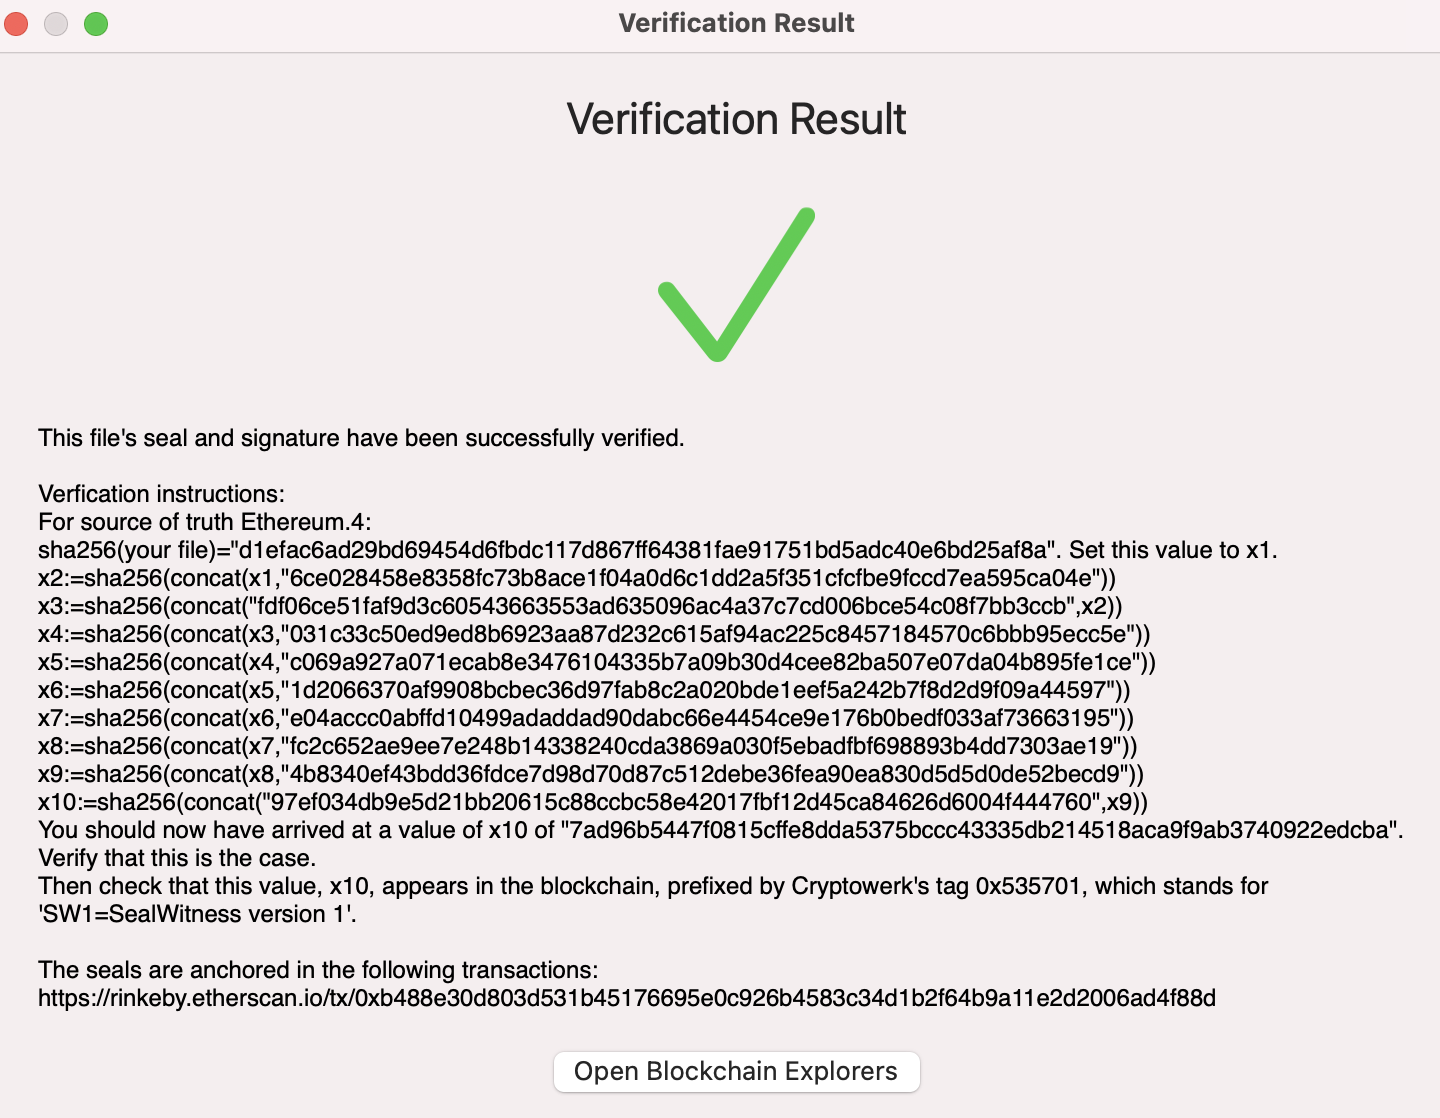 Verification Result
Verification Result
This file's seal and signature have been successfully verified.
Verfication instructions:
For source of truth Ethereum.4:
sha256(your file)="d1efac6ad29bd69454d6fbdc117d867ff64381fae91751bd5adc40e6bd25af8a". Set this value to x1.
x2:=sha256(concat(x1,"6ce028458e8358fc73b8ace1f04a0d6c1dd2a5f351cfcfbe9fccd7ea595ca04e"))
x3:=sha256(concat("fdf06ce51faf9d3c60543663553ad635096ac4a37c7cd006bce54c08f7bb3ccb",x2))
x4:=sha256(concat(x3,"031c33c50ed9ed8b6923aa87d232c615af94ac225c8457184570c6bbb95ecc5e"))
x5:=sha256(concat(x4,"c069a927a071ecab8e3476104335b7a09b30d4cee82ba507e07da04b895fe1ce"))
x6:=sha256(concat(x5,"1d2066370af9908bcbec36d97fab8c2a020bde1eef5a242b7f8d2d9f09a44597"))
x7:=sha256(concat(x6,"e04accc0abffd10499adaddad90dabc66e4454ce9e176b0bedf033af73663195"))
x8:=sha256(concat(x7,"fc2c652ae9ee7e248b14338240cda3869a030f5ebadfbf698893b4dd7303ae19"))
x9:=sha256(concat(x8,"4b8340ef43bdd36fdce7d98d70d87c512debe36fea90ea830d5d5d0de52becd9"))
x10:=sha256(concat("97ef034db9e5d21bb20615c88ccbc58e42017fbf12d45ca84626d6004f444760",x9))
You should now have arrived at a value of x10 of "7ad96b5447f0815cffe8dda5375bccc43335db214518aca9f9ab3740922edcba".
Verify that this is the case.
Then check that this value, x10, appears in the blockchain, prefixed by Cryptowerk's tag 0x535701, which stands for
'SW1=SealWitness version 1'.
The seals are anchored in the following transactions:
https://rinkeby.etherscan.io/tx/0xb488e30d803d531b45176695e0c926b4583c34d1b2f64b9a11e2d2006ad4f88d
Open Blockchain Explorers